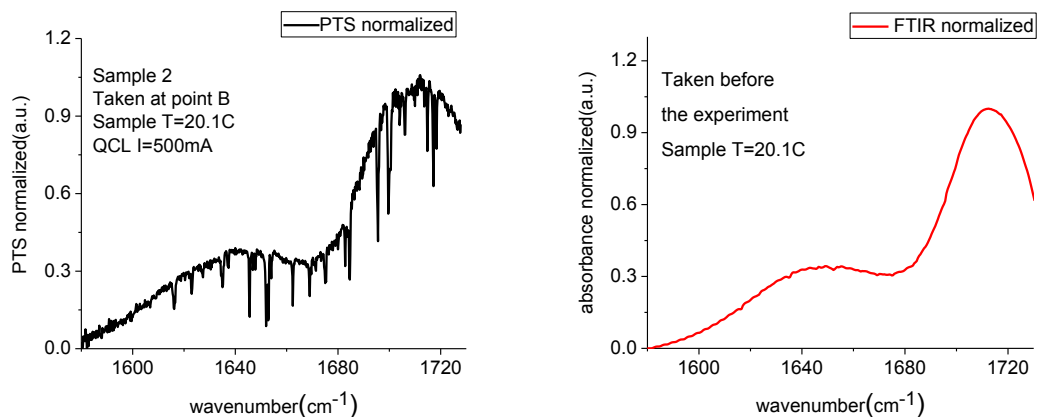 PTS normalized
1.2
0.9
0.6
0.3
0.0
PTS normalized(a.u.)
Sample 2
Taken at point B
Sample T=20.1C
QCL I=500mA
1600 1640 1680 1720
wavenumber(cm⁻¹)
FTIR normalized
1.2
0.9
0.6
0.3
0.0
absorbance normalized(a.u.)
Taken before
the experiment
Sample T=20.1C
1600 1640 1680 1720
wavenumber(cm⁻¹)